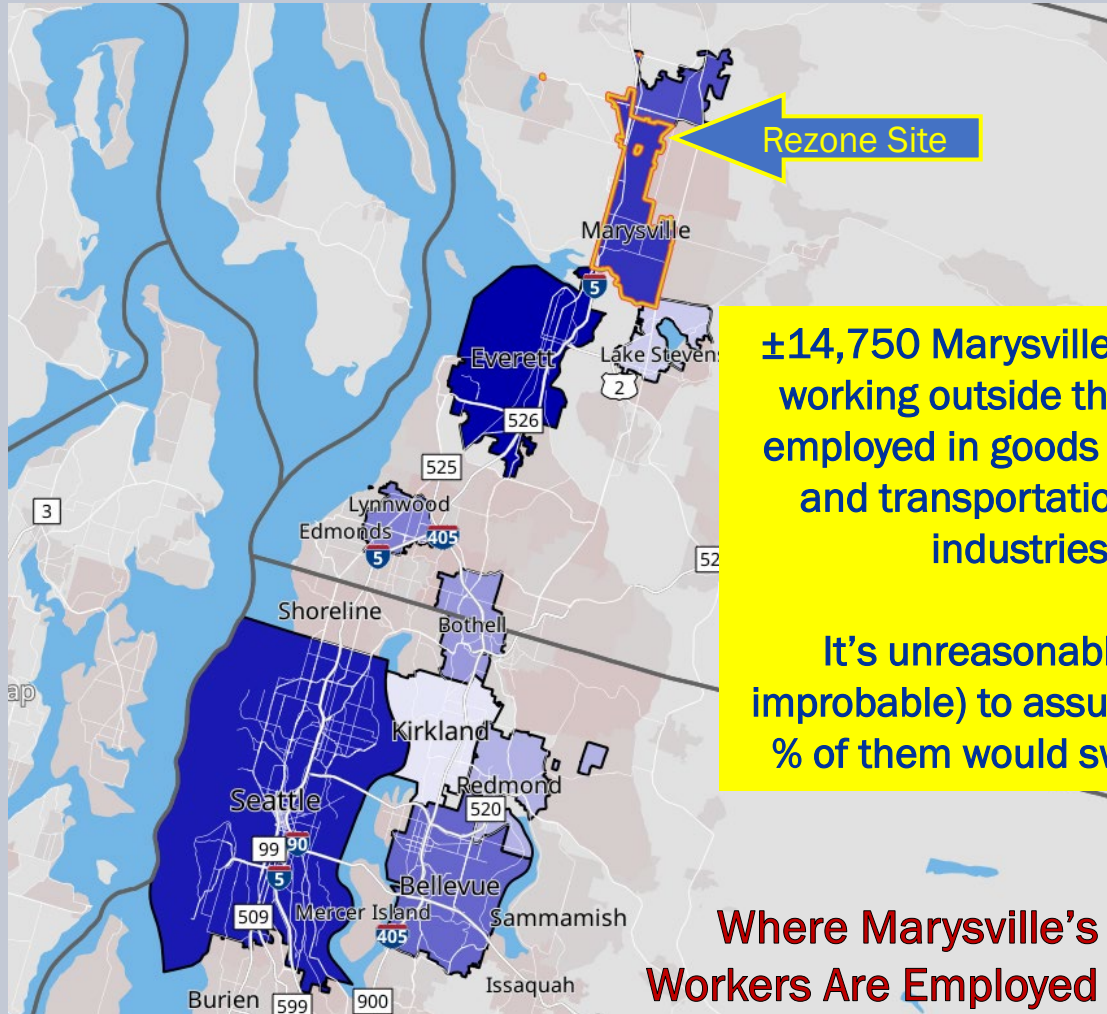 Rezone Site
Marysville
5
Everett
Lake Stevens
2
526
525
3
Lynnwood
Edmonds
405
5
52
±14,750 Marysville
working outside th
employed in goods
and transportatio
industries
It's unreasonabl
improbable) to assu
% of them would sw
Shoreline
Bothell
ap
Kirkland
Redmond
520
Seattle
99
90
5
Bellevue
509
Mercer Island
405
Sammamish
Issaquah
Burien
599
900
Where Marysville's
Workers Are Employed